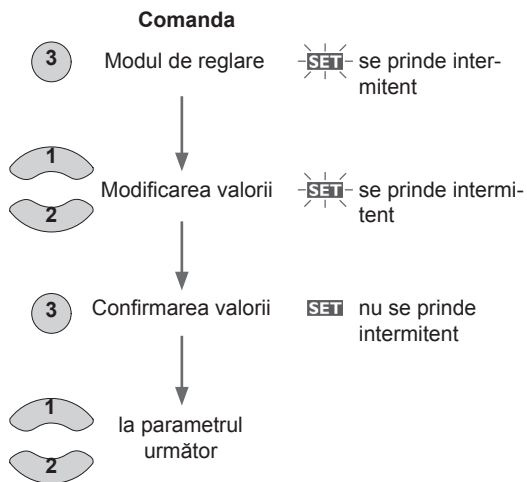 Comanda
3 Modul de reglare SET se prinde inter-
mitent
1
Modificarea valorii SET se prinde intermi-
2 tent
3 Confirmarea valorii SET nu se prinde
intermitent
1
la parametrul
următor
2